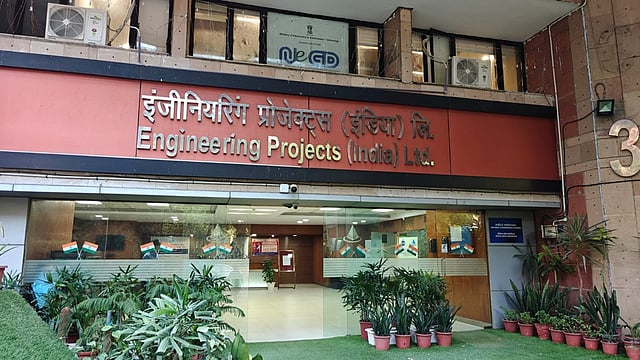 NeGD
इंजीनियरिंग प्रोजेक्ट्स (इंडिया) लि.
Engineering Projects (India) Ltd.
3